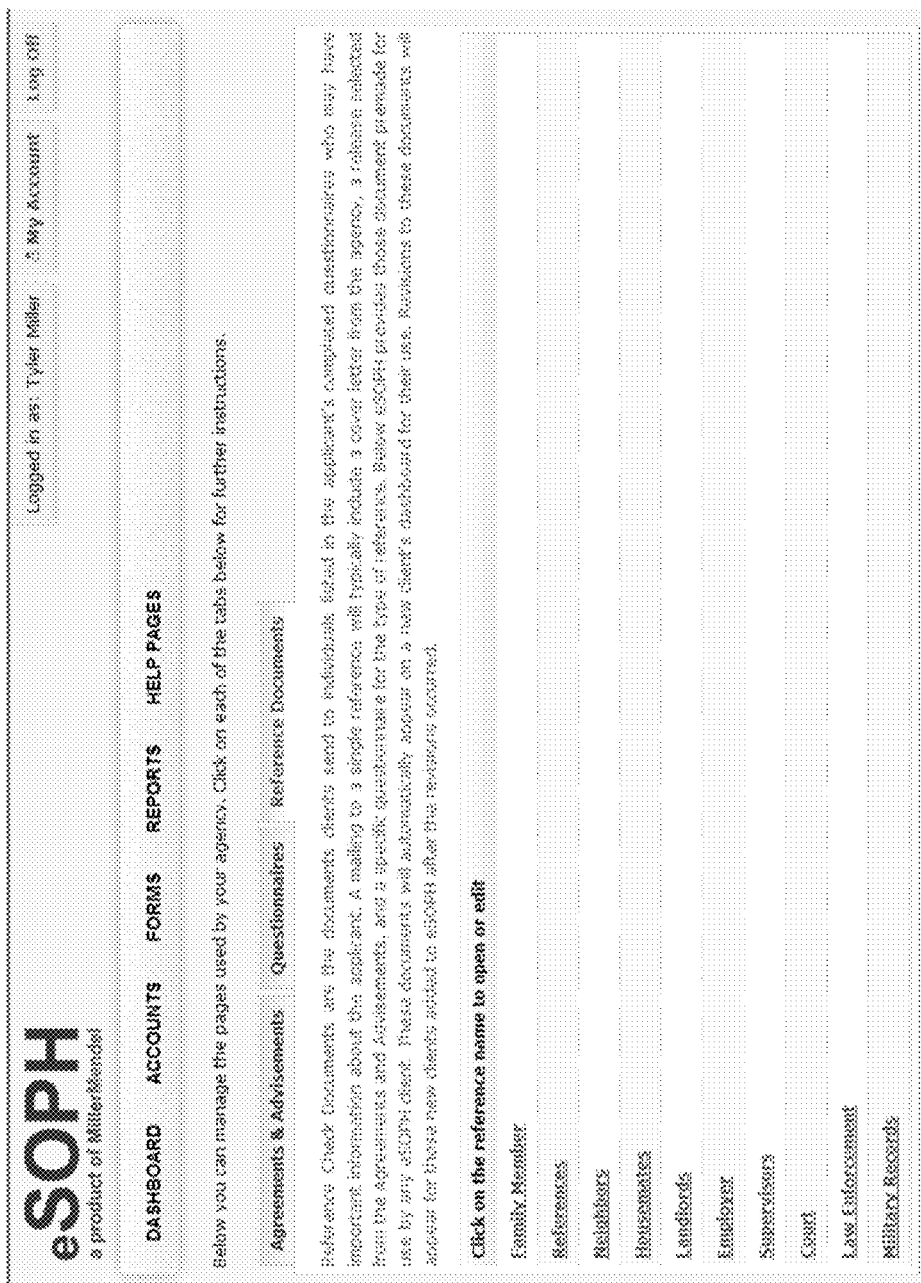 eSOPH
a product of MillerMendel
Logged in as: Tyler Miller My Account Log Off
DASHBOARD ACCOUNTS FORMS REPORTS HELP PAGES
Below you can manage the pages used by your agency. Click on each of the tabs below for further instructions.
Agreements & Advisements Questionnaires Reference Documents
Reference Check Documents are the documents clients send to individuals listed in the applicant's completed questionnaires who may have
important information about the applicant. A mailing to a single reference will typically include a cover letter from the agency, a release selected
from the Agreements and Advisements, and a specific questionnaire for the type of reference. Below eSOPH provides those document premade for
use by any eSOPH client. These documents will automatically appear on a new client's dashboard for their use. Revisions to these documents will
appear for those new clients added to eSOPH after the revisions occurred.
Click on the reference name to open or edit
Family Member
References
Relatives
Housemates
Landlords
Employer
Supervisors
Court
Law Enforcement
Military Records